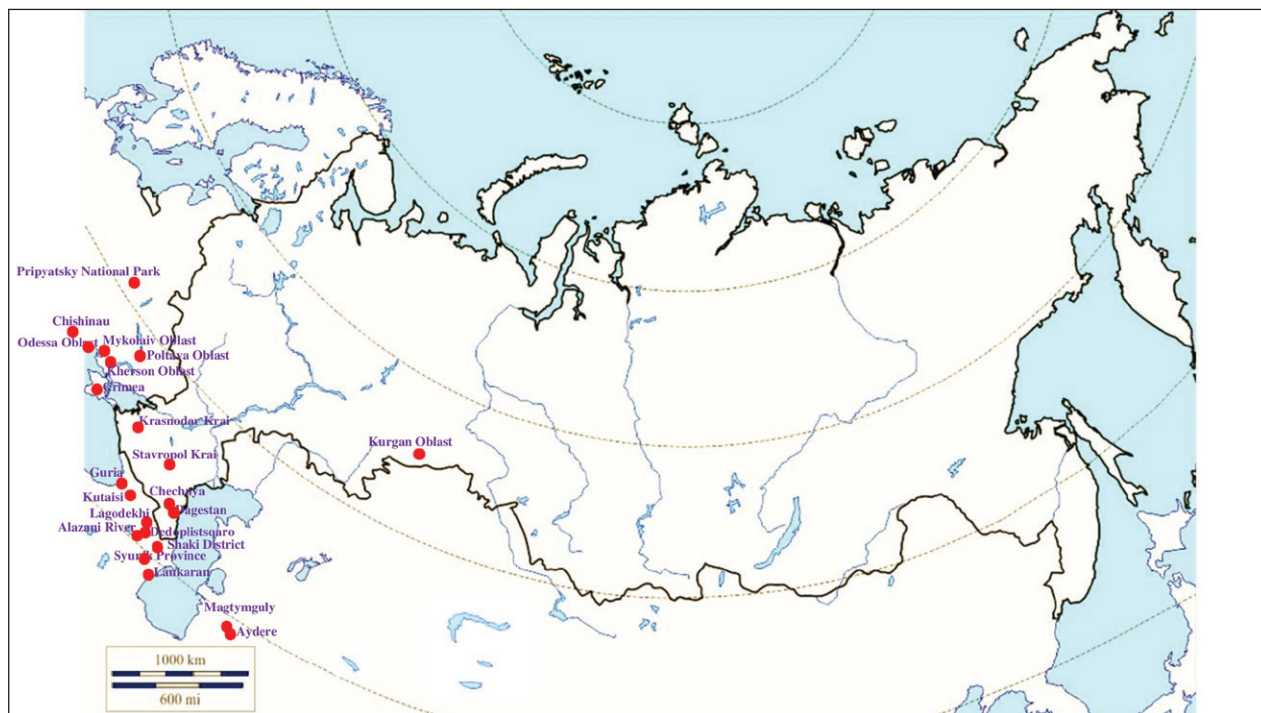 Pripyatsky National Park
Chishinau
Odessa Oblast
Mykolaiv Oblast
Poltava Oblast
Kherson Oblast
Crimea
Krasnodar Krai
Kurgan Oblast
Stavropol Krai
Guria
Kutaisi
Chechnya
Dagestan
Lagodekhi
Alazani River
Dedoplistsqaro
Shaki District
Syunik Province
Lankaran
Magtymguly
Aydere
1000 km
600 mi